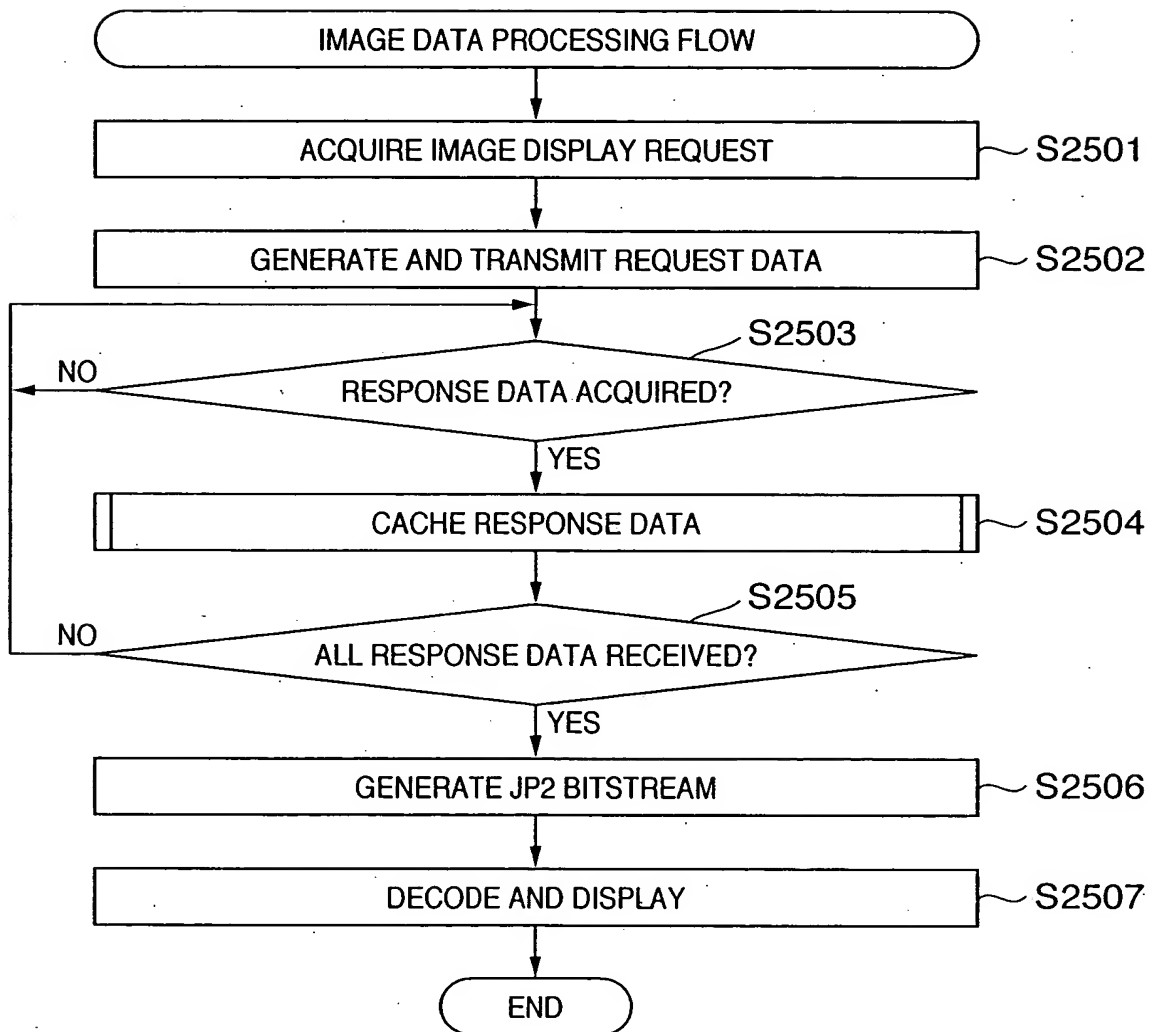 IMAGE DATA PROCESSING FLOW
ACQUIRE IMAGE DISPLAY REQUEST
S2501
GENERATE AND TRANSMIT REQUEST DATA
S2502
S2503
NO
RESPONSE DATA ACQUIRED?
YES
CACHE RESPONSE DATA
S2504
S2505
NO
ALL RESPONSE DATA RECEIVED?
YES
GENERATE JP2 BITSTREAM
S2506
DECODE AND DISPLAY
S2507
END